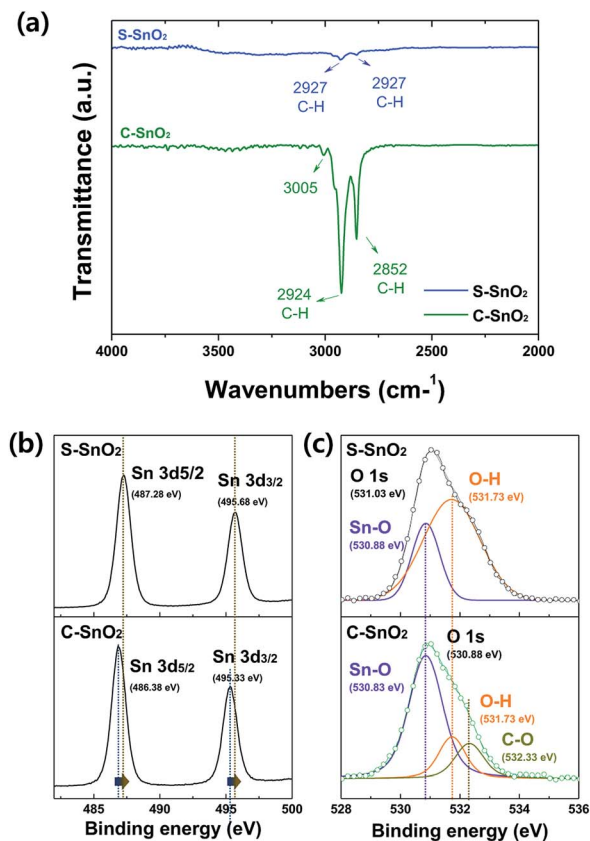 (a)
S-SnO₂
2927
C-H
2927
C-H
C-SnO₂
3005
2924
C-H
2852
C-H
S-SnO₂
C-SnO₂
Transmittance (a.u.)
4000 3500 3000 2500 2000
Wavenumbers (cm-¹)
(b)
S-SnO₂
Sn 3d5/2
(487.28 eV)
Sn 3d3/2
(495.68 eV)
C-SnO₂
Sn 3d5/2
(486.38 eV)
Sn 3d3/2
(495.33 eV)
485 490 495 500
Binding energy (eV)
(c)
S-SnO₂
O 1s
(531.03 eV)
O-H
(531.73 eV)
Sn-O
(530.88 eV)
C-SnO₂
O 1s
(530.88 eV)
Sn-O
(530.83 eV)
O-H
(531.73 eV)
C-O
(532.33 eV)
528 530 532 534 536
Binding energy (eV)